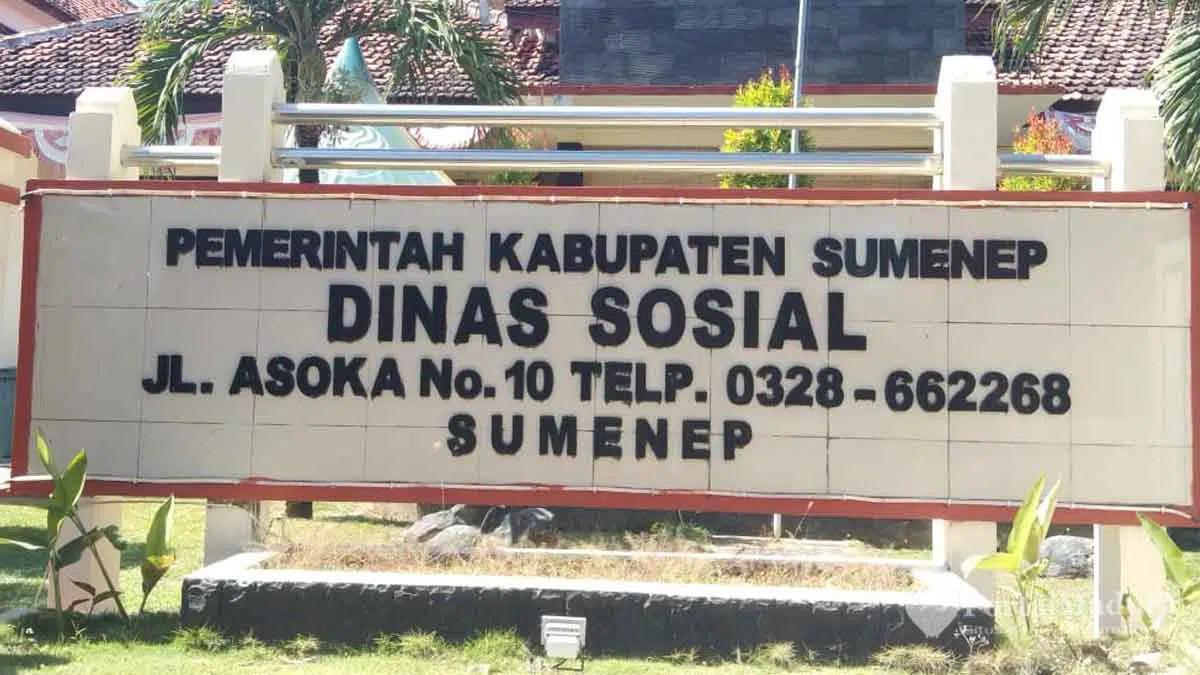 PEMERINTAH KABUPATEN SUMENEP
DINAS SOSIAL
JL. ASOKA No. 10 TELP. 0328-662268
SUMENEP